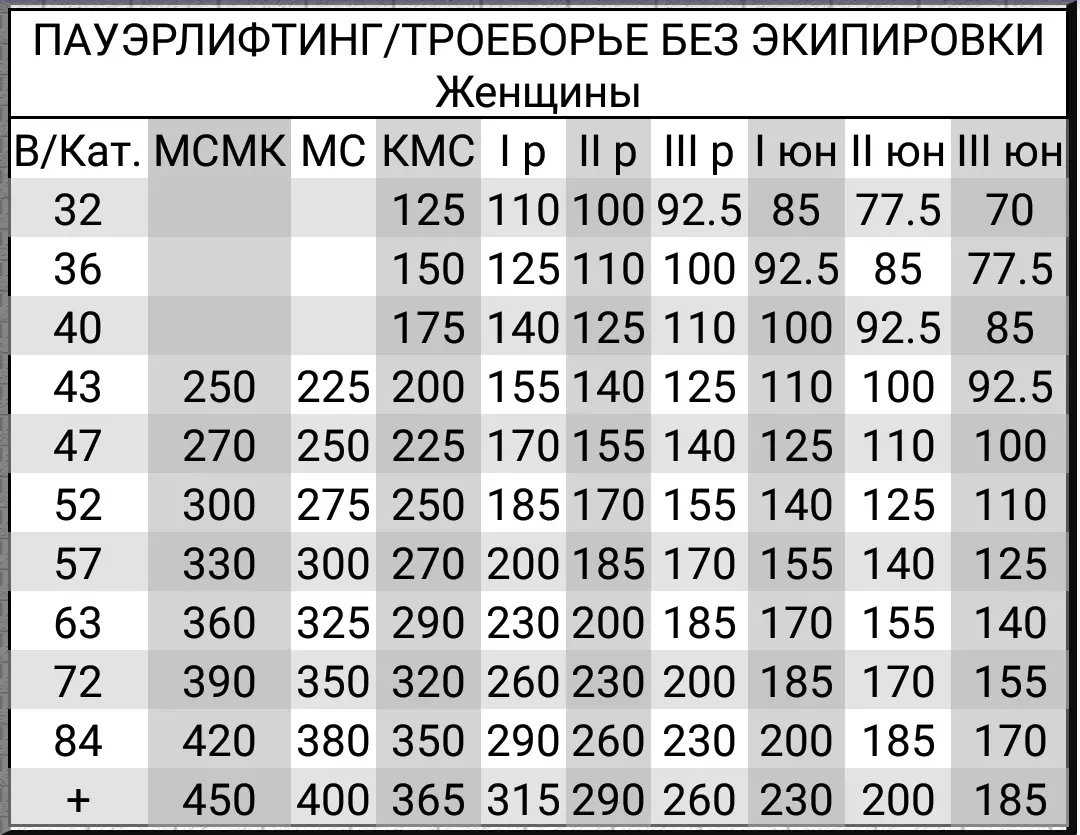 ПАУЭРЛИФТИНГ/ТРОЕБОРЬЕ БЕЗ ЭКИПИРОВКИ
Женщины
В/Кат. МСМК МС КМС I р II р III р I юн II юн III юн
32 125 110 100 92.5 85 77.5 70
36 150 125 110 100 92.5 85 77.5
40 175 140 125 110 100 92.5 85
43 250 225 200 155 140 125 110 100 92.5
47 270 250 225 170 155 140 125 110 100
52 300 275 250 185 170 155 140 125 110
57 330 300 270 200 185 170 155 140 125
63 360 325 290 230 200 185 170 155 140
72 390 350 320 260 230 200 185 170 155
84 420 380 350 290 260 230 200 185 170
+ 450 400 365 315 290 260 230 200 185